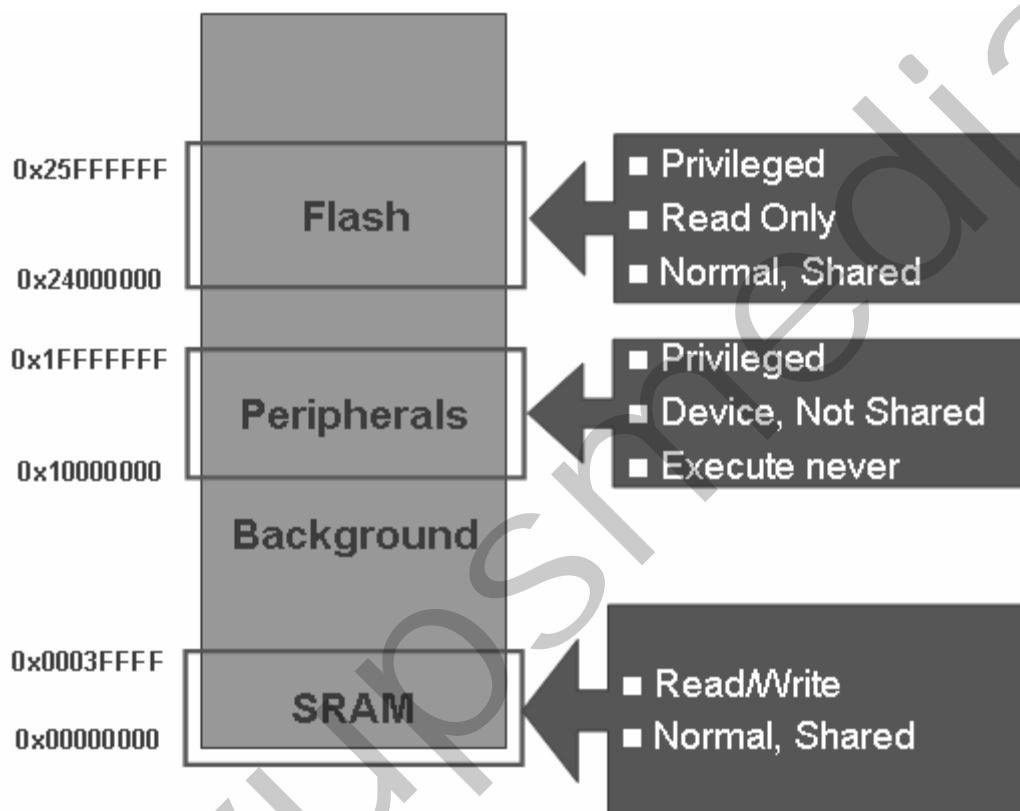 0x25FFFFFF
Flash
0x24000000
■ Privileged
■ Read Only
■ Normal, Shared
0x1FFFFFFF
Peripherals
0x10000000
■ Privileged
■ Device, Not Shared
■ Execute never
Background
0x0003FFFF
SRAM
0x00000000
■ Read/Write
■ Normal, Shared
upsmedia